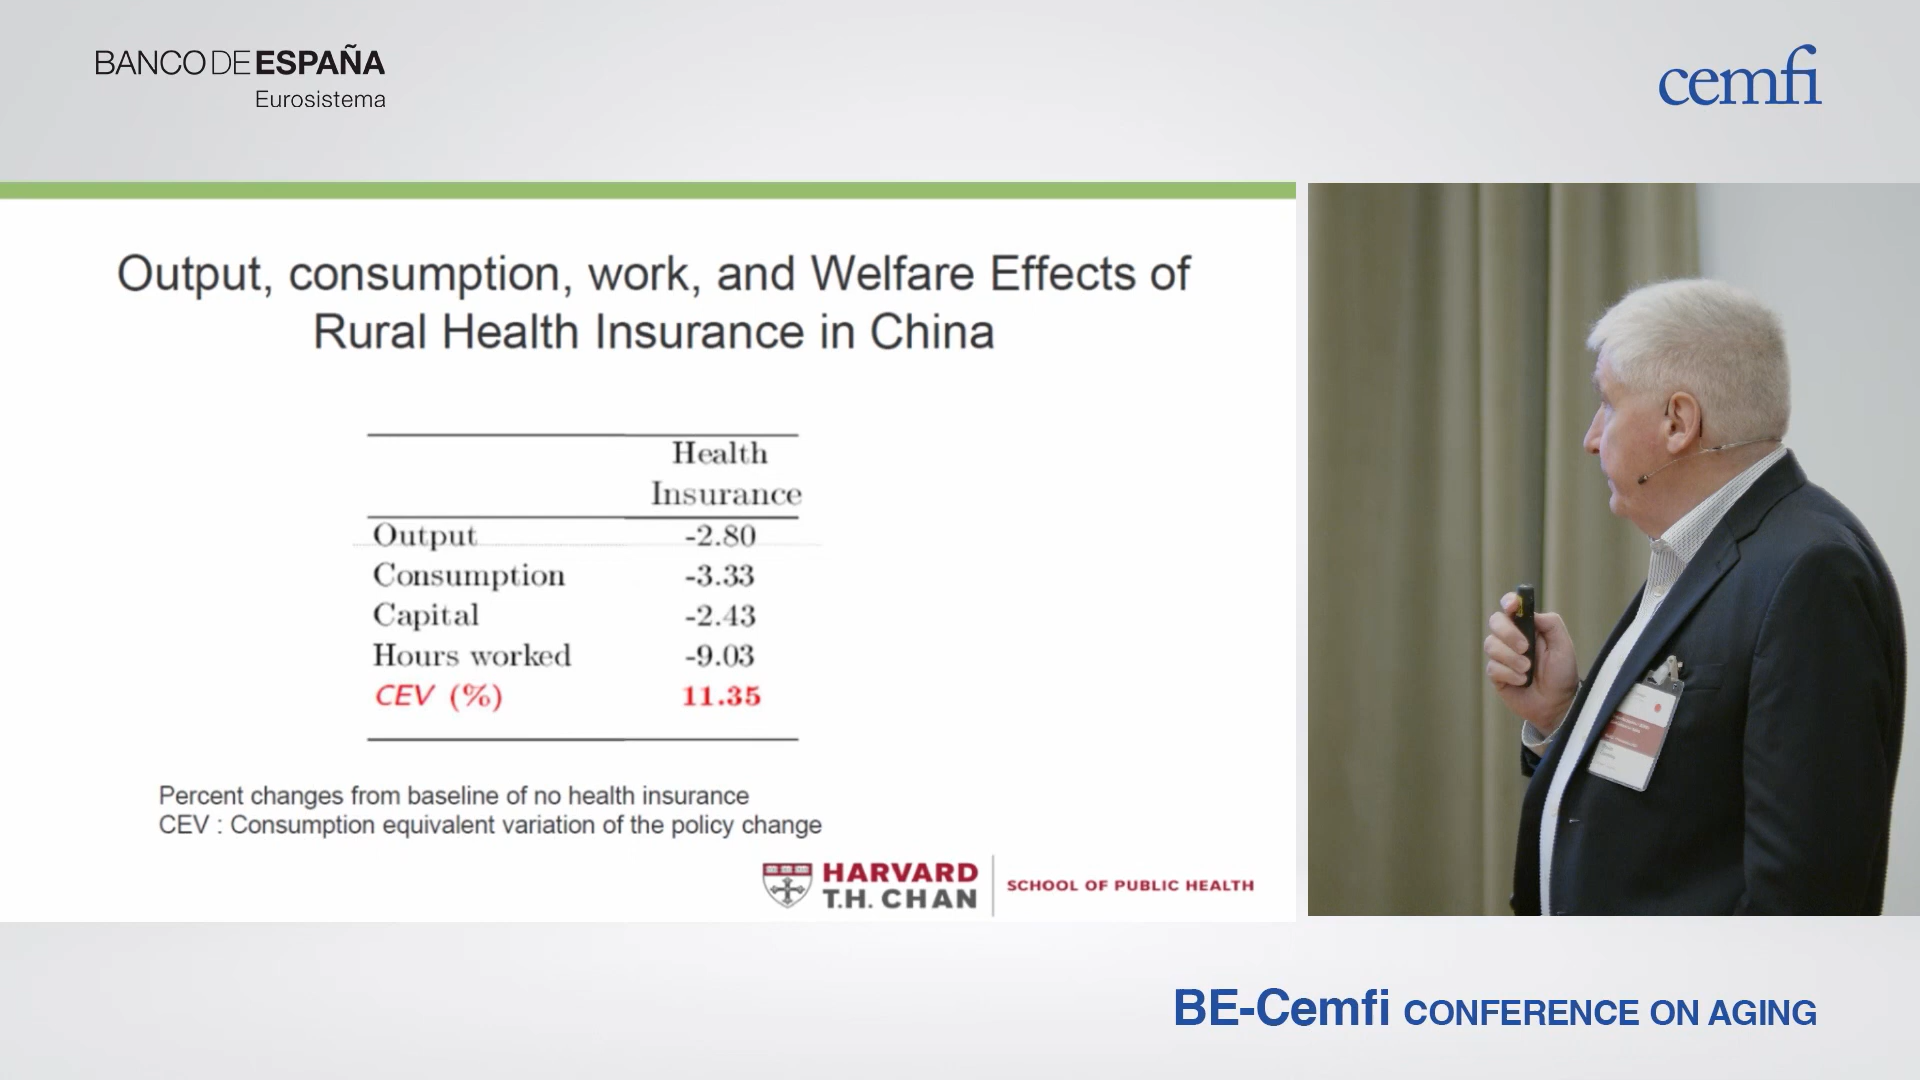 BANCO DE ESPAÑA
Eurosistema
cemfi
Output, consumption, work, and Welfare Effects of
Rural Health Insurance in China
Health
Insurance
Output -2.80
Consumption -3.33
Capital -2.43
Hours worked -9.03
CEV (%) 11.35
Percent changes from baseline of no health insurance
CEV : Consumption equivalent variation of the policy change
HARVARD
T.H. CHAN
SCHOOL OF PUBLIC HEALTH
BE-Cemfi CONFERENCE ON AGING